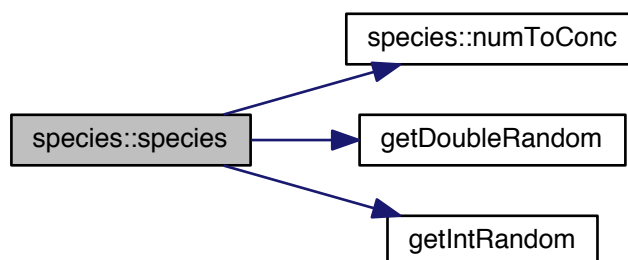 species::numToConc
species::species
getDoubleRandom
getIntRandom